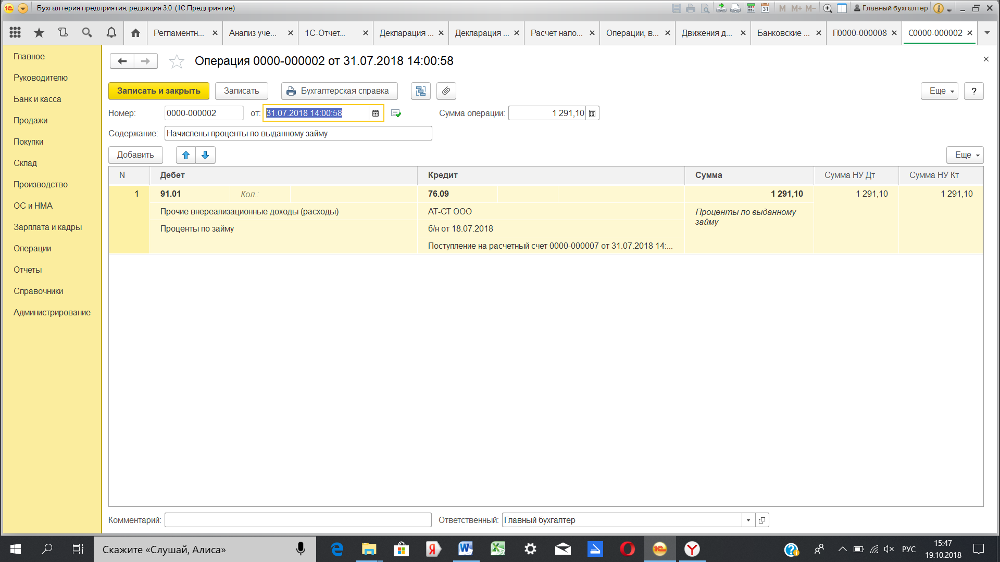 Бухгалтерия предприятия, редакция 3.0 (1С:Предприятие)
M M+ M− Главный бухгалтер
Регламентн... Анализ уче... 1С-Отчет... Декларация ... Декларация ... Расчет нало... Операции, в... Движения д... Банковские ... П0000-000008 С0000-000002
Главное
Руководителю
Банк и касса
Продажи
Покупки
Склад
Производство
ОС и НМА
Зарплата и кадры
Операции
Отчеты
Справочники
Администрирование
Операция 0000-000002 от 31.07.2018 14:00:58
Записать и закрыть Записать Бухгалтерская справка Еще ?
Номер: 0000-000002 от: 31.07.2018 14:00:58 Сумма операции: 1 291,10
Содержание: Начислены проценты по выданному займу
Добавить Еще
N Дебет Кредит Сумма Сумма НУ Дт Сумма НУ Кт
1 91.01 Кол.: 76.09 1 291,10 1 291,10 1 291,10
Прочие внереализационные доходы (расходы) АТ-СТ ООО Проценты по выданному
займу
Проценты по займу б/н от 18.07.2018
Поступление на расчетный счет 0000-000007 от 31.07.2018 14:...
Комментарий: Ответственный: Главный бухгалтер
Скажите «Слушай, Алиса»
РУС
15:47
19.10.2018